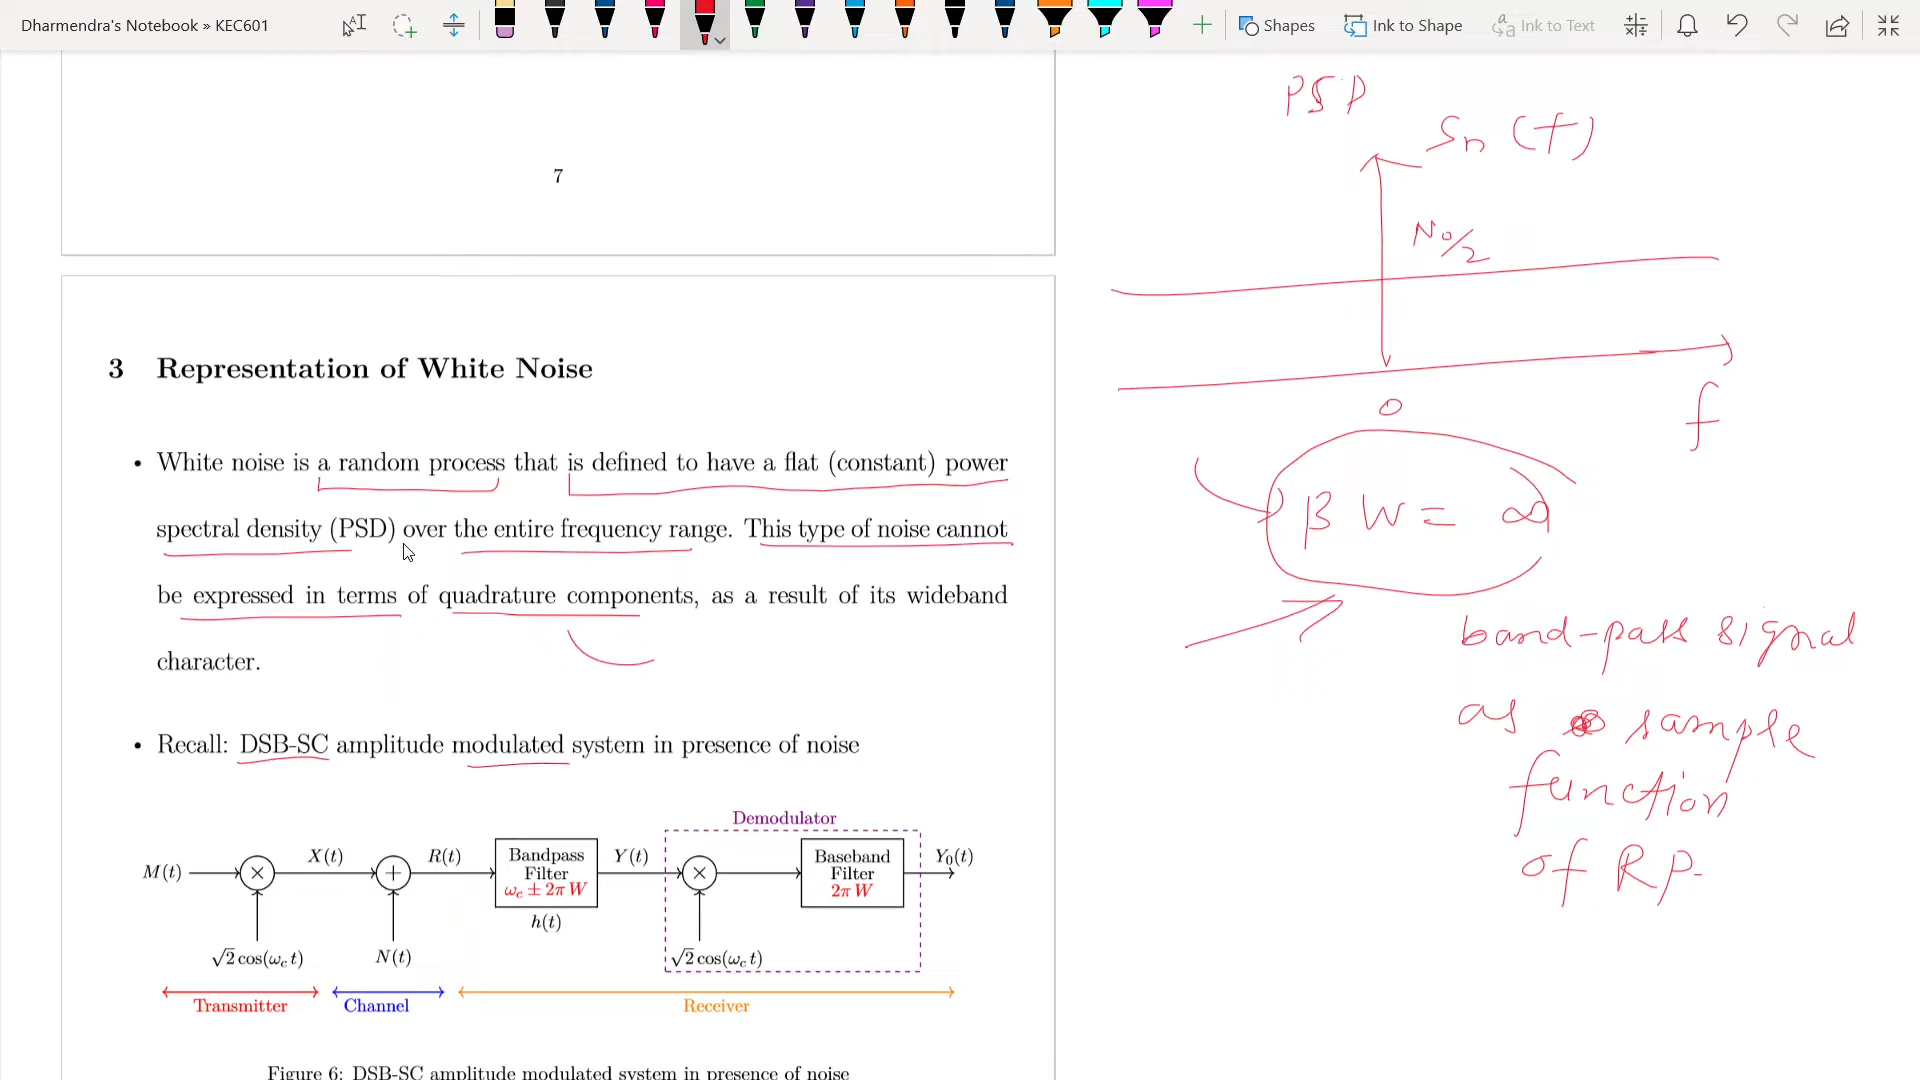 Dharmendra's Notebook » KEC601
Shapes
Ink to Shape
Ink to Text
7
3 Representation of White Noise
• White noise is a random process that is defined to have a flat (constant) power
spectral density (PSD) over the entire frequency range. This type of noise cannot
be expressed in terms of quadrature components, as a result of its wideband
character.
• Recall: DSB-SC amplitude modulated system in presence of noise
Demodulator
M(t)
×
X(t)
+
R(t)
Bandpass
Filter
ω_c ± 2πW
h(t)
Y(t)
×
Baseband
Filter
2πW
Y₀(t)
√2 cos(ω_c t)
N(t)
√2 cos(ω_c t)
Transmitter
Channel
Receiver
Figure 6: DSB-SC amplitude modulated system in presence of noise
PSD
Sn (f)
No/2
0
f
BW = ∞
band-pass signal
as sample
function
of RP.